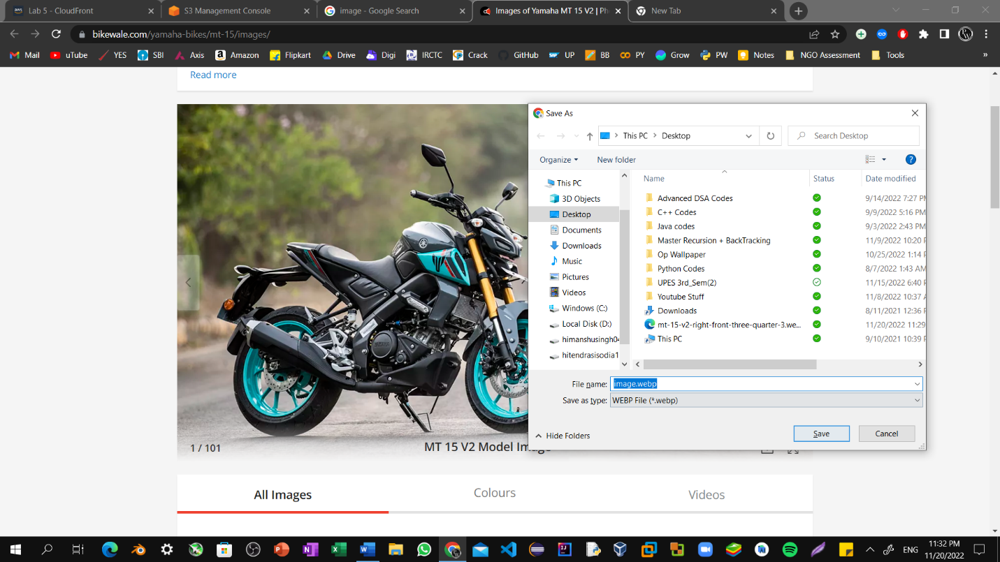 Lab 5 - CloudFront
S3 Management Console
image - Google Search
Images of Yamaha MT 15 V2 | Ph
New Tab
bikewale.com/yamaha-bikes/mt-15/images/
Mail
uTube
YES
SBI
Axis
Amazon
Flipkart
Drive
Digi
IRCTC
Crack
GitHub
UP
BB
PY
Grow
PW
Notes
NGO Assessment
Tools
»
Read more
1 / 101
MT 15 V2 Model Image
All Images
Colours
Videos
Save As
This PC > Desktop
Search Desktop
Organize
New folder
This PC
3D Objects
Desktop
Documents
Downloads
Music
Pictures
Videos
Windows (C:)
Local Disk (D:)
himanshusingh04
hitendrasisodia1
Name Status Date modified
Advanced DSA Codes 9/14/2022 7:27 PM
C++ Codes 9/9/2022 5:16 PM
Java codes 9/3/2022 2:43 PM
Master Recursion + BackTracking 11/9/2022 10:20 P
Op Wallpaper 10/25/2022 1:14 P
Python Codes 8/7/2022 1:43 AM
UPES 3rd_Sem(2) 11/15/2022 6:40 P
Youtube Stuff 11/8/2022 10:37 A
Downloads 8/11/2021 12:36 P
mt-15-v2-right-front-three-quarter-3.we... 11/20/2022 11:29
This PC 9/10/2021 10:39 P
File name: image.webp
Save as type: WEBP File (*.webp)
Hide Folders
Save
Cancel
ENG
11:32 PM
11/20/2022